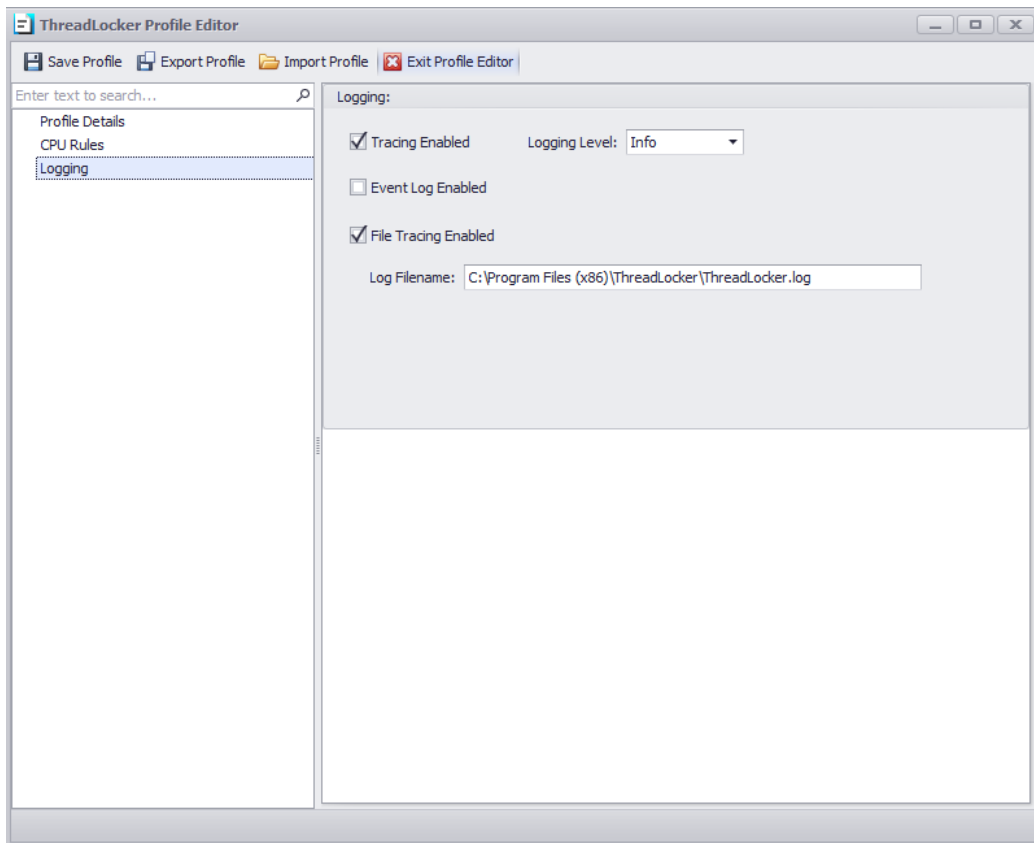 ThreadLocker Profile Editor
Save Profile Export Profile Import Profile Exit Profile Editor
Enter text to search...
Profile Details
CPU Rules
Logging
Logging:
Tracing Enabled Logging Level: Info
Event Log Enabled
File Tracing Enabled
Log Filename: C:\Program Files (x86)\ThreadLocker\ThreadLocker.log